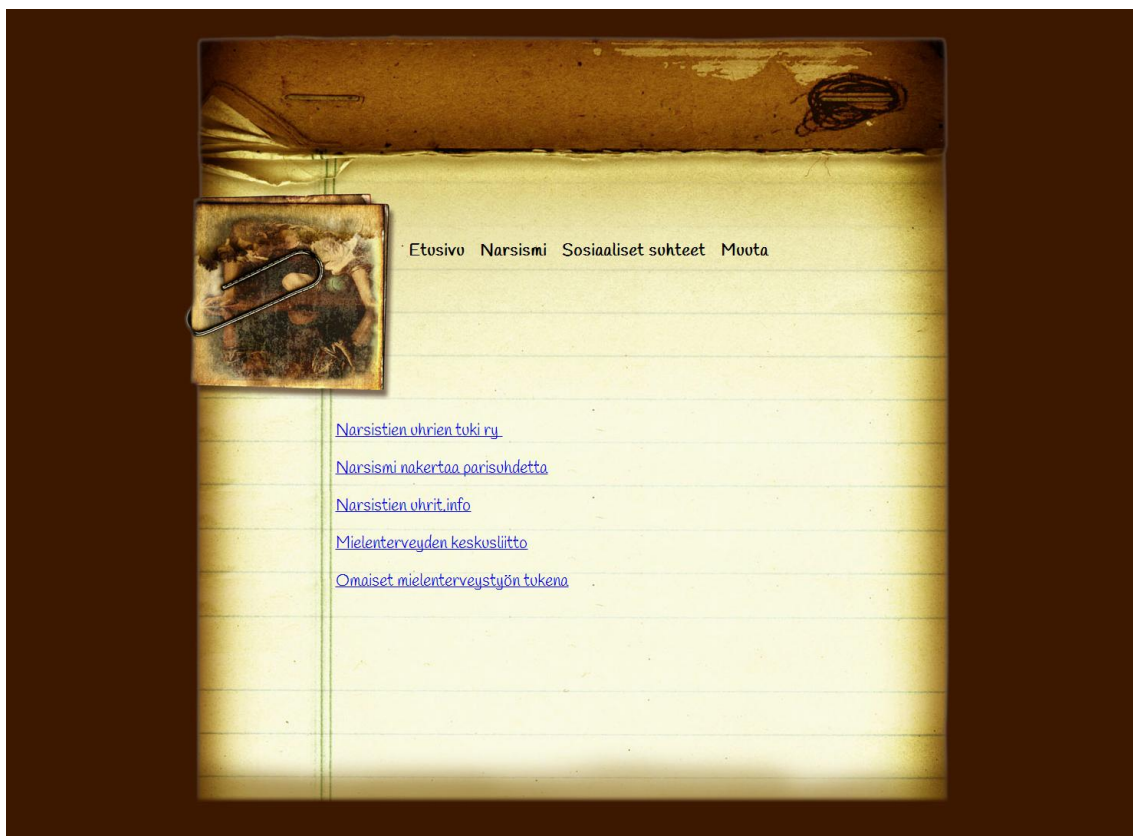 Etusivu Narsismi Sosiaaliset suhteet Muuta
Narsistien uhrien tuki ry
Narsismi nakertaa parisuhdetta
Narsistien uhrit.info
Mielenterveyden keskusliitto
Omaiset mielenterveystyön tukena